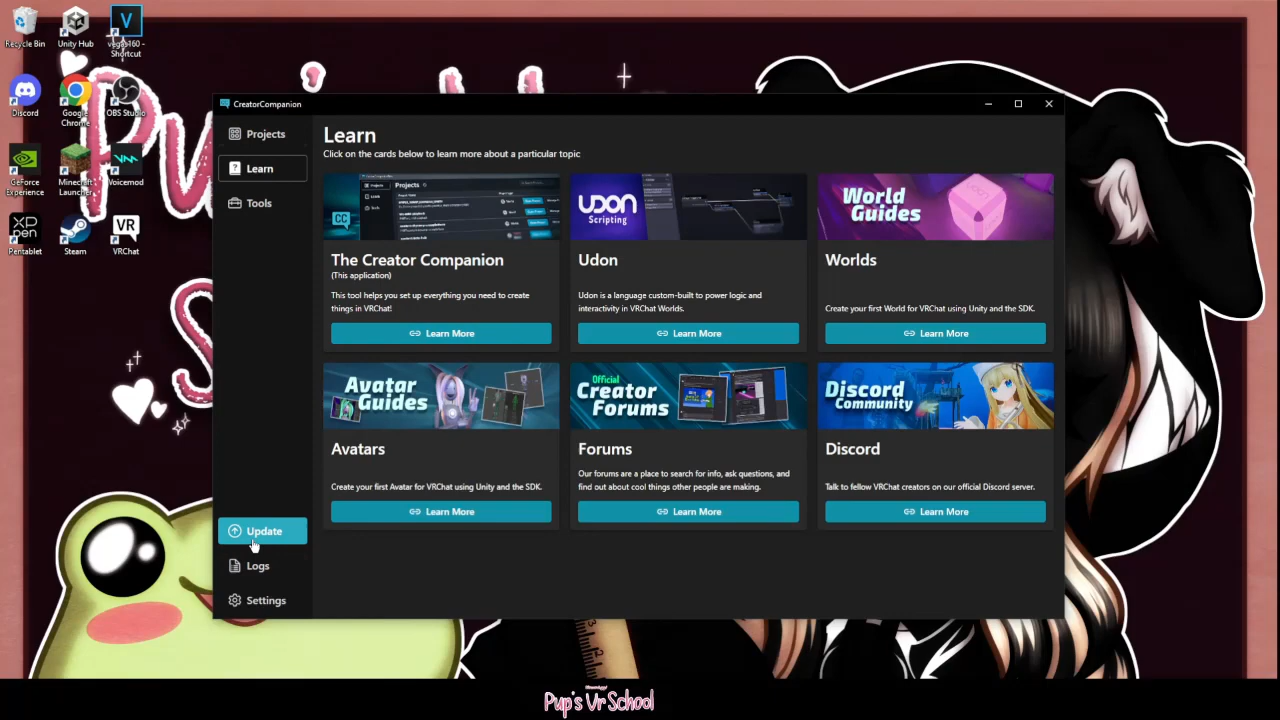 Recycle Bin
Unity Hub
vegas160 -
Shortcut
Discord
Google
Chrome
OBS Studio
GeForce
Experience
Minecraft
Launcher
Voicemod
XP
PEN
Pentablet
Steam
VR
VRChat
CreatorCompanion
Projects
Learn
Tools
Update
Logs
Settings
Learn
Click on the cards below to learn more about a particular topic
CC
Projects
The Creator Companion
(This application)
This tool helps you set up everything you need to create
things in VRChat!
Learn More
UDON
Scripting
Udon
Udon is a language custom-built to power logic and
interactivity in VRChat Worlds.
Learn More
World
Guides
UDON
Worlds
Create your first World for VRChat using Unity and the SDK.
Learn More
Avatar
Guides
Avatars
Create your first Avatar for VRChat using Unity and the SDK.
Learn More
Official
Creator
Forums
Forums
Our forums are a place to search for info, ask questions, and
find out about cool things other people are making.
Learn More
Discord
Community
Discord
Talk to fellow VRChat creators on our official Discord server.
Learn More
Pup's Vr School